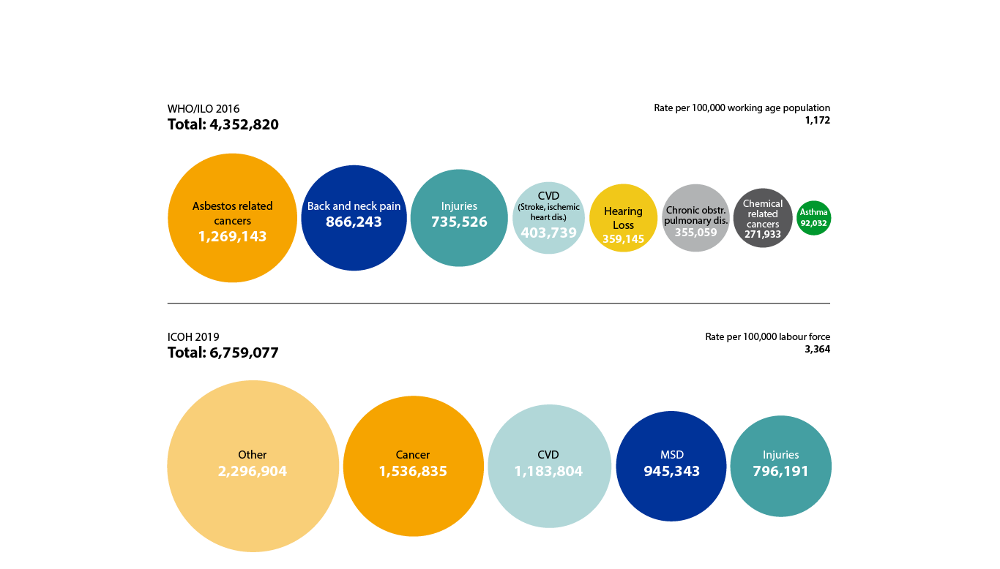 WHO/ILO 2016
Total: 4,352,820
Rate per 100,000 working age population
1,172
Asbestos related
cancers
1,269,143
Back and neck pain
866,243
Injuries
735,526
CVD
(Stroke, ischemic
heart dis.)
403,739
Hearing
Loss
359,145
Chronic obstr.
pulmonary dis.
355,059
Chemical
related
cancers
271,933
Asthma
92,032
ICOH 2019
Total: 6,759,077
Rate per 100,000 labour force
3,364
Other
2,296,904
Cancer
1,536,835
CVD
1,183,804
MSD
945,343
Injuries
796,191